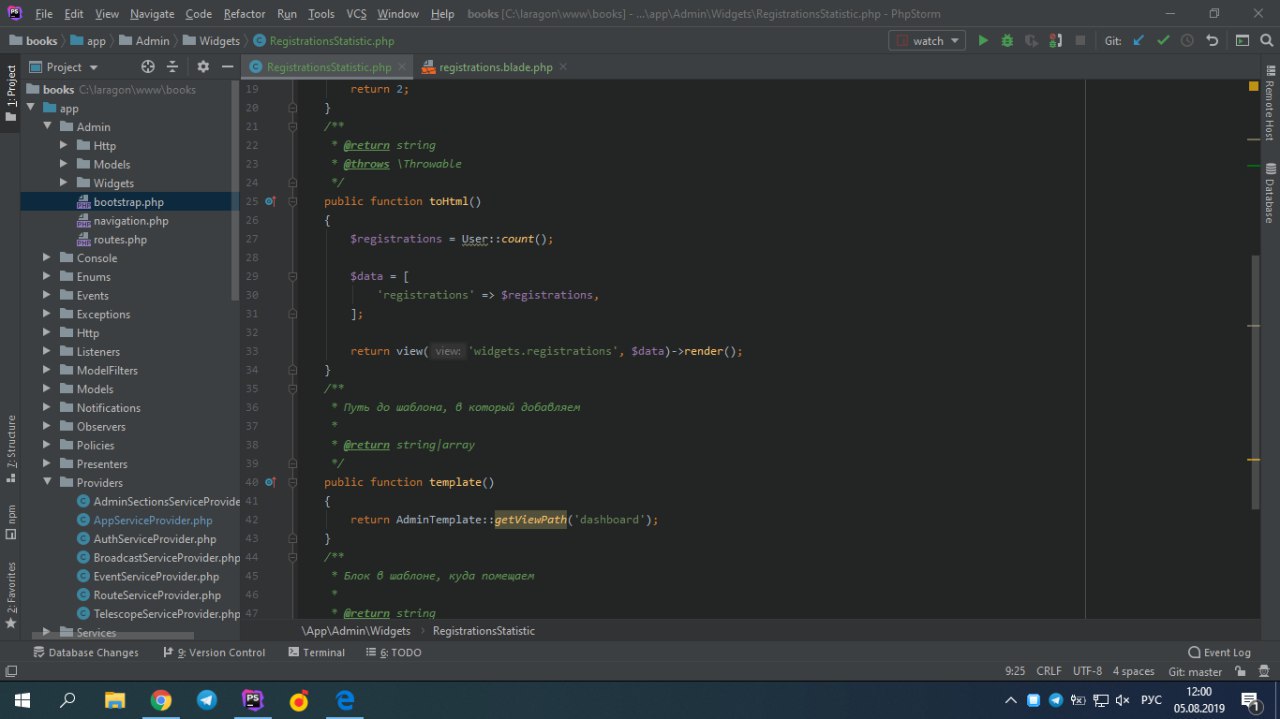 File Edit View Navigate Code Refactor Run Tools VCS Window Help books [C:\laragon\www\books] - ...\app\Admin\Widgets\RegistrationsStatistic.php - PhpStorm
books app Admin Widgets RegistrationsStatistic.php watch Git:
Project RegistrationsStatistic.php registrations.blade.php
1: Project
7: Structure
npm
2: Favorites
books C:\laragon\www\books
app
Admin
Http
Models
Widgets
bootstrap.php
navigation.php
routes.php
Console
Enums
Events
Exceptions
Http
Listeners
ModelFilters
Models
Notifications
Observers
Policies
Presenters
Providers
AdminSectionsServiceProvide
AppServiceProvider.php
AuthServiceProvider.php
BroadcastServiceProvider.php
EventServiceProvider.php
RouteServiceProvider.php
TelescopeServiceProvider.php
Services
19 return 2;
20 }
21 /**
22 * @return string
23 * @throws \Throwable
24 */
25 public function toHtml()
26 {
27 $registrations = User::count();
28
29 $data = [
30 'registrations' => $registrations,
31 ];
32
33 return view( view: 'widgets.registrations', $data)->render();
34 }
35 /**
36 * Путь до шаблона, в который добавляем
37 *
38 * @return string|array
39 */
40 public function template()
41 {
42 return AdminTemplate::getViewPath('dashboard');
43 }
44 /**
45 * Блок в шаблоне, куда помещаем
46 *
47 * @return string
\App\Admin\Widgets RegistrationsStatistic
Remote Host
Database
Database Changes 9: Version Control Terminal 6: TODO Event Log
9:25 CRLF UTF-8 4 spaces Git: master
РУС 12:00
05.08.2019
1